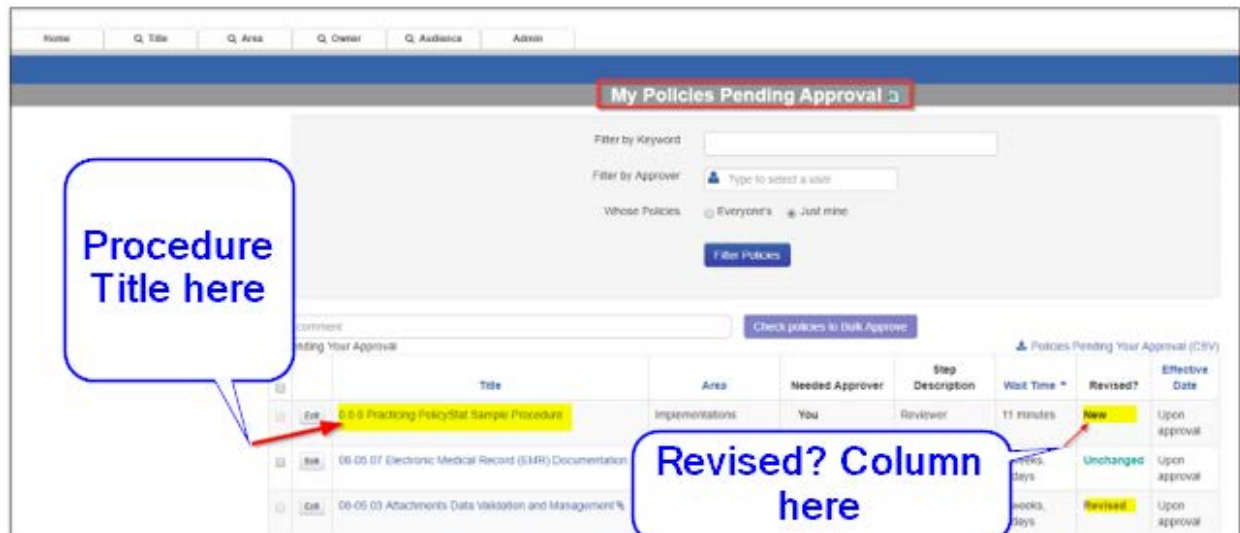 Home Title Area Owner Audience Admin
My Policies Pending Approval
Filter by Keyword
Filter by Approver Type to select a user
Whose Policies Everyone's Just mine
Filter Policies
Procedure
Title here
comment Check policies to Bulk Approve
nding Your Approval Policies Pending Your Approval (CSV)
Title Area Needed Approver Step Description Wait Time Revised? Effective Date
Edit 0.0.0 Practicing PolicyStat Sample Procedure Implementations You Reviewer 11 minutes New Upon approval
Edit 08-05 07 Electronic Medical Record (EMR) Documentation weeks, days Unchanged Upon approval
Edit 08-05 03 Attachments Data Validation and Management weeks, days Revised Upon approval
Revised? Column
here